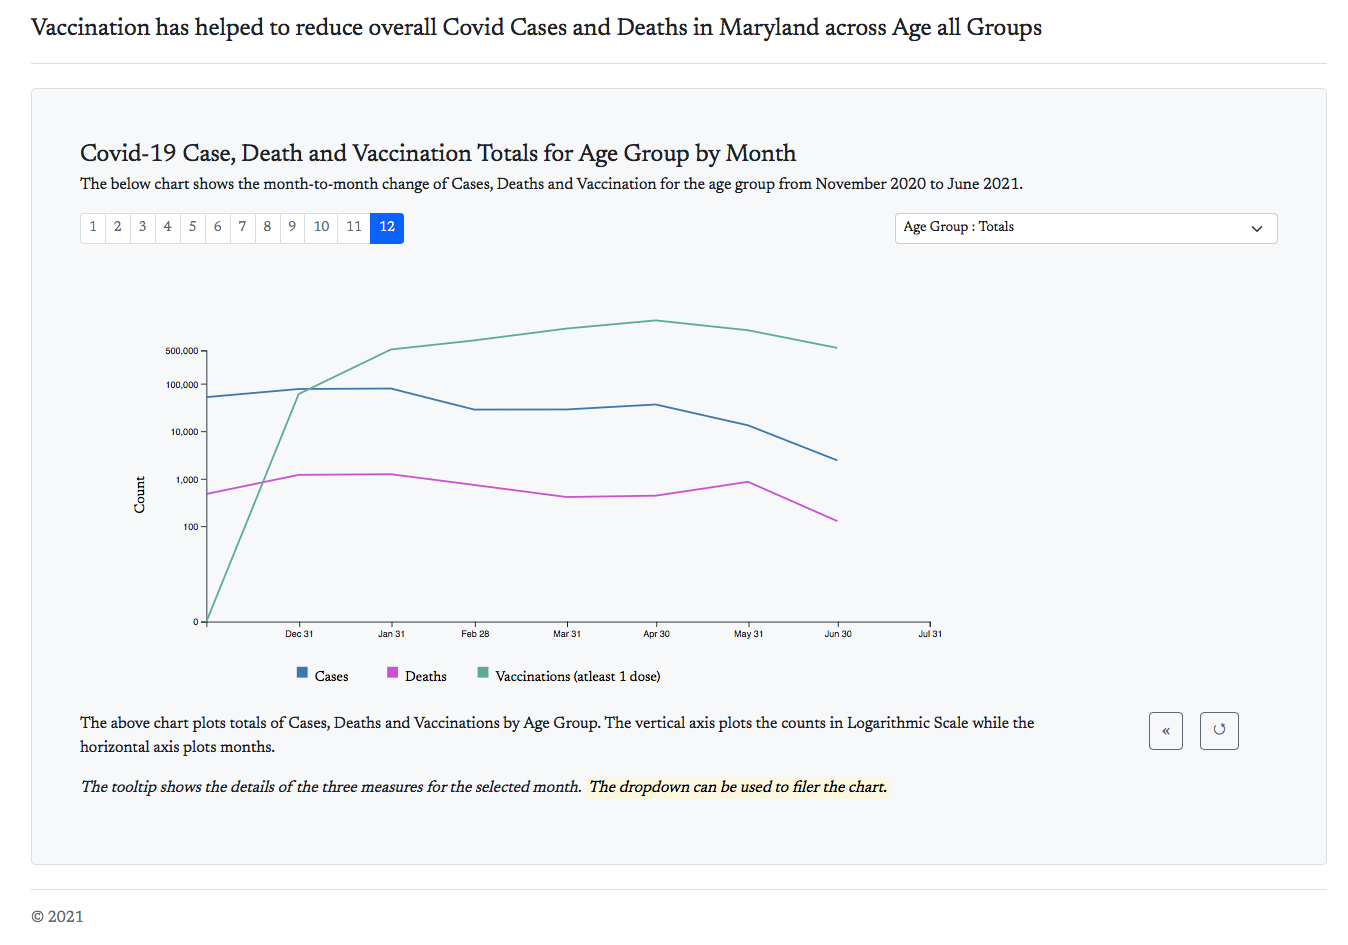 Vaccination has helped to reduce overall Covid Cases and Deaths in Maryland across Age all Groups
Covid-19 Case, Death and Vaccination Totals for Age Group by Month
The below chart shows the month-to-month change of Cases, Deaths and Vaccination for the age group from November 2020 to June 2021.
1 2 3 4 5 6 7 8 9 10 11 12
Age Group : Totals
500,000
100,000
10,000
1,000
100
0
Count
Dec 31 Jan 31 Feb 28 Mar 31 Apr 30 May 31 Jun 30 Jul 31
Cases Deaths Vaccinations (atleast 1 dose)
The above chart plots totals of Cases, Deaths and Vaccinations by Age Group. The vertical axis plots the counts in Logarithmic Scale while the
horizontal axis plots months.
«
The tooltip shows the details of the three measures for the selected month. The dropdown can be used to filer the chart.
© 2021